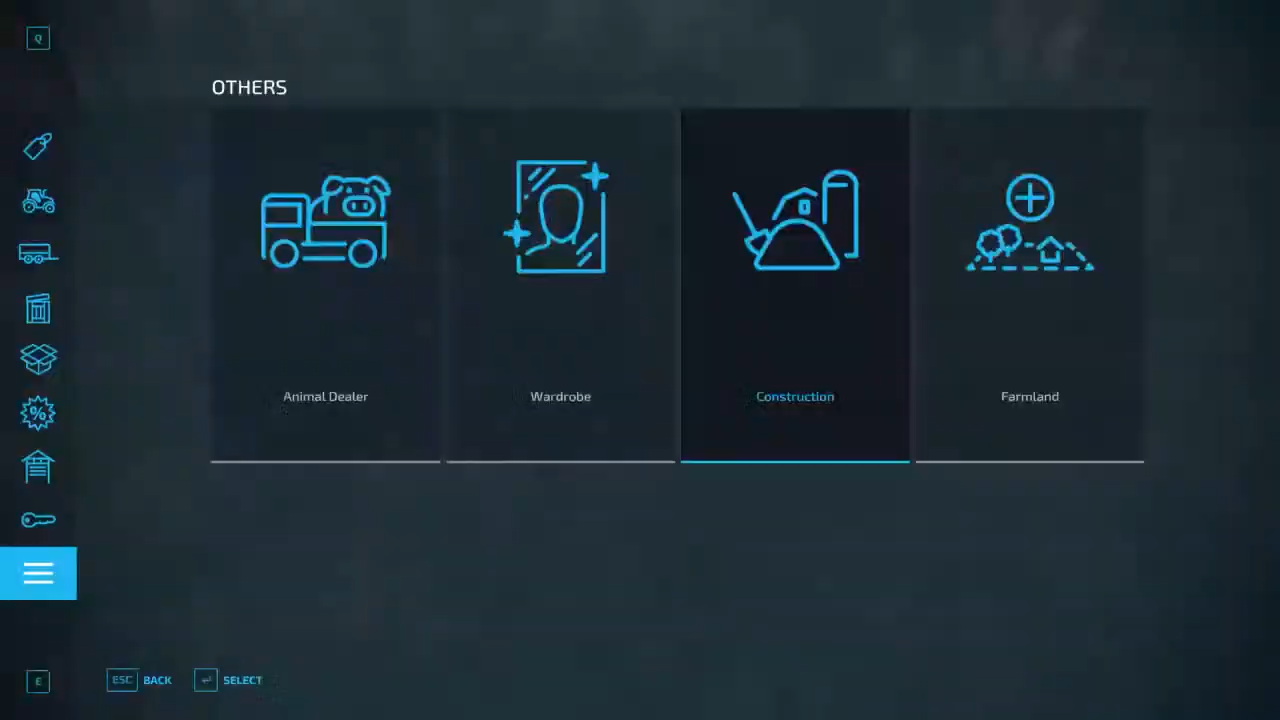 Q
OTHERS
Animal Dealer
Wardrobe
Construction
Farmland
%
E
ESC BACK
SELECT